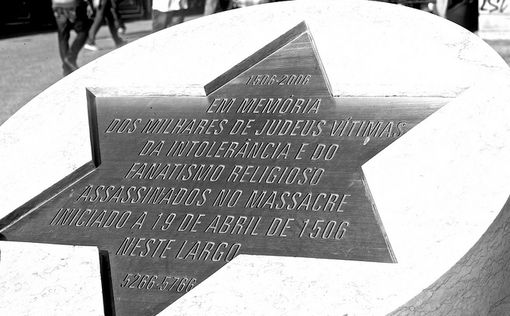 1506-2006
EM MEMÓRIA
DOS MILHARES DE JUDEUS VÍTIMAS
DA INTOLERÂNCIA E DO
FANATISMO RELIGIOSO
ASSASSINADOS NO MASSACRE
INICIADO A 19 DE ABRIL DE 1506
NESTE LARGO
5266-5766